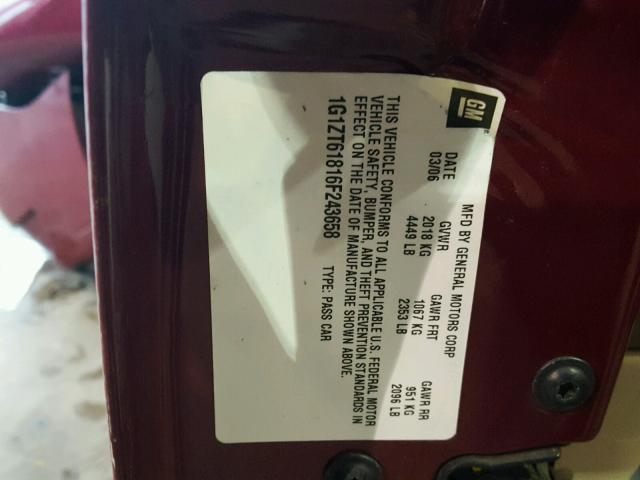 GM
MFD BY GENERAL MOTORS CORP
DATE GVWR GAWR FRT GAWR RR
03/06 2018 KG 1067 KG 951 KG
4449 LB 2353 LB 2096 LB
THIS VEHICLE CONFORMS TO ALL APPLICABLE U.S. FEDERAL MOTOR
VEHICLE SAFETY, BUMPER, AND THEFT PREVENTION STANDARDS IN
EFFECT ON THE DATE OF MANUFACTURE SHOWN ABOVE.
1G1ZT61816F243658 TYPE: PASS CAR